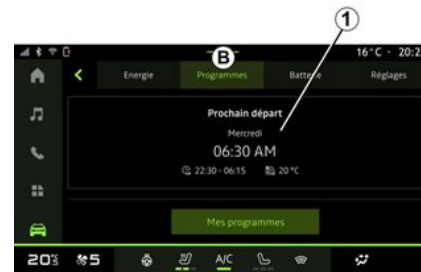 1
16°C · 20:2
B
Energie Programmes Batterie Réglages
Prochain départ
Mercredi
06:30 AM
22:30 - 06:15 20 °C
Mes programmes
20°5 5 A/C